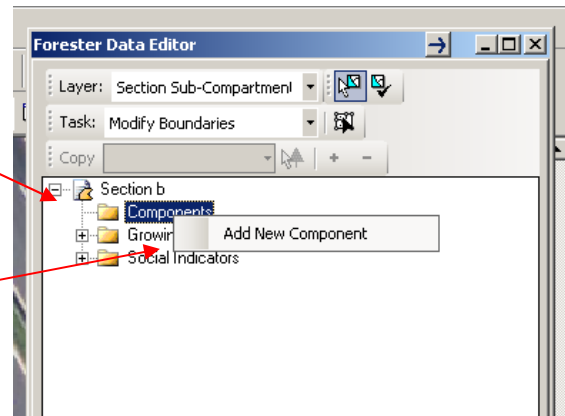 Forester Data Editor
Layer: Section Sub-Compartment
Task: Modify Boundaries
Copy
Section b
Components
Add New Component
Social Indicators